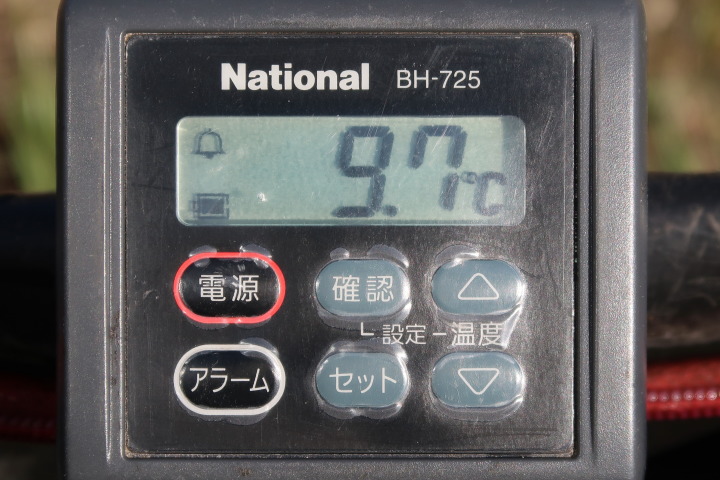 National BH-725
9.7℃
電源 確認 △
└ 設定 − 温度
アラーム セット ▽